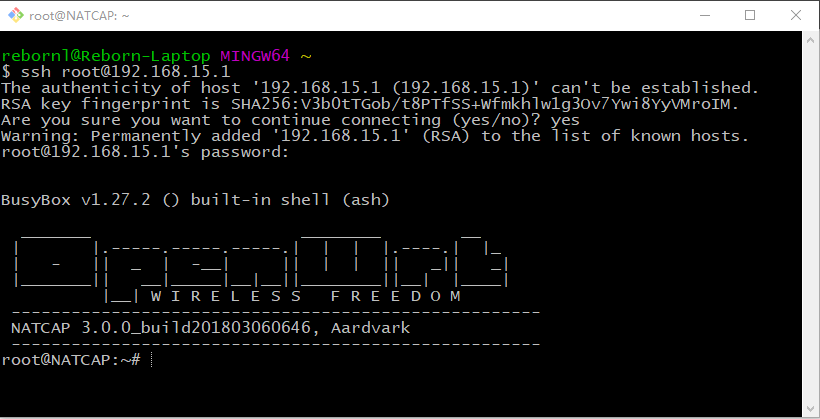 root@NATCAP: ~
rebornl@Reborn-Laptop MINGW64 ~
$ ssh root@192.168.15.1
The authenticity of host '192.168.15.1 (192.168.15.1)' can't be established.
RSA key fingerprint is SHA256:V3b0tTGob/t8PTfSS+Wfmkhlw1g3Ov7Ywi8YyVMroIM.
Are you sure you want to continue connecting (yes/no)? yes
Warning: Permanently added '192.168.15.1' (RSA) to the list of known hosts.
root@192.168.15.1's password:
BusyBox v1.27.2 () built-in shell (ash)
OpenWrt
W I R E L E S S   F R E E D O M
NATCAP 3.0.0_build201803060646, Aardvark
root@NATCAP:~#